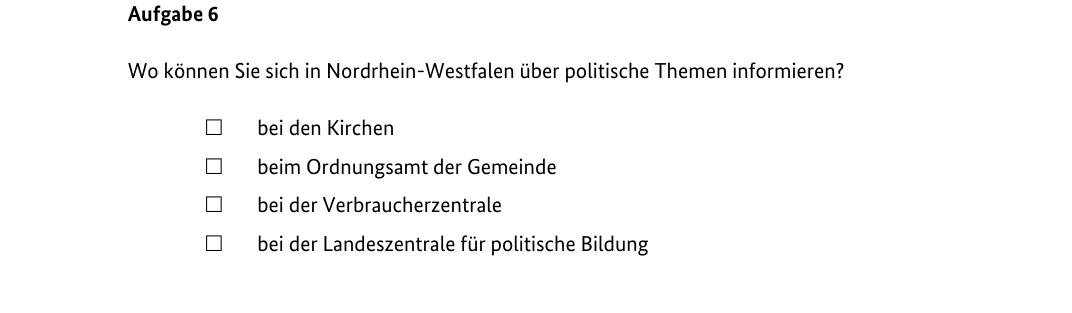 Aufgabe 6
Wo können Sie sich in Nordrhein-Westfalen über politische Themen informieren?
☐ bei den Kirchen
☐ beim Ordnungsamt der Gemeinde
☐ bei der Verbraucherzentrale
☐ bei der Landeszentrale für politische Bildung